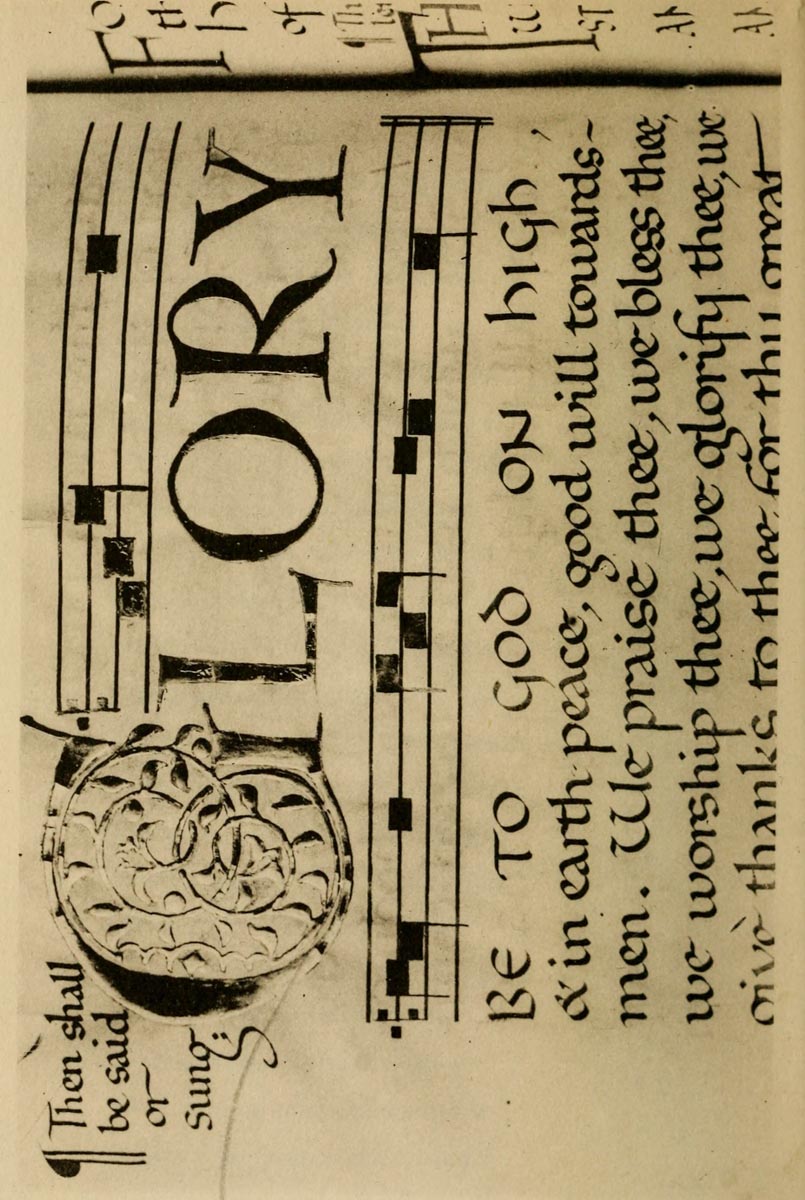 ¶ Then shall
be said
or
sung:
GLORY
BE TO GOD ON HIGH,
& in earth peace, good will towards-
men. We praise thee, we bless thee,
we worship thee, we glorify thee, we
give thanks to thee for thy great